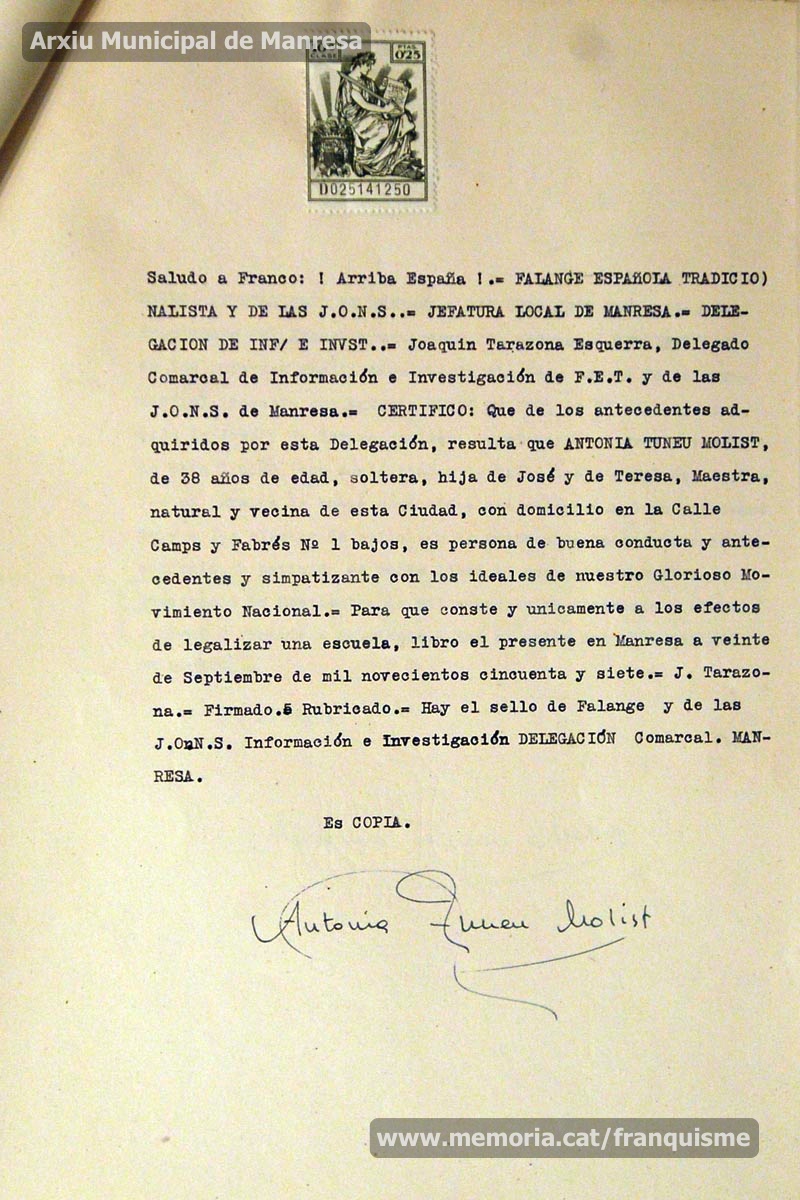 Arxiu Municipal de Manresa
CLASE
PTAS
0'25
D025141250
Saludo a Franco: ! Arriba España !.= FALANGE ESPAÑOLA TRADICIO)
NALISTA Y DE LAS J.O.N.S..= JEFATURA LOCAL DE MANRESA.= DELE-
GACION DE INF/ E INVST..= Joaquin Tarazona Esquerra, Delegado
Comarcal de Información e Investigación de F.E.T. y de las
J.O.N.S. de Manresa.= CERTIFICO: Que de los antecedentes ad-
quiridos por esta Delegación, resulta que ANTONIA TUNEU MOLIST,
de 38 años de edad, soltera, hija de José y de Teresa, Maestra,
natural y vecina de esta Ciudad, con domicilio en la Calle
Camps y Fabrés Nº 1 bajos, es persona de buena conducta y ante-
cedentes y simpatizante con los ideales de nuestro Glorioso Mo-
vimiento Nacional.= Para que conste y unicamente a los efectos
de legalizar una escuela, libro el presente en Manresa a veinte
de Septiembre de mil novecientos cincuenta y siete.= J. Tarazo-
na.= Firmado.= Rubricado.= Hay el sello de Falange y de las
J.O.N.S. Información e Investigación DELEGACIÓN Comarcal. MAN-
RESA.
Es COPIA.
Antonia Tuneu Molist
www.memoria.cat/franquisme